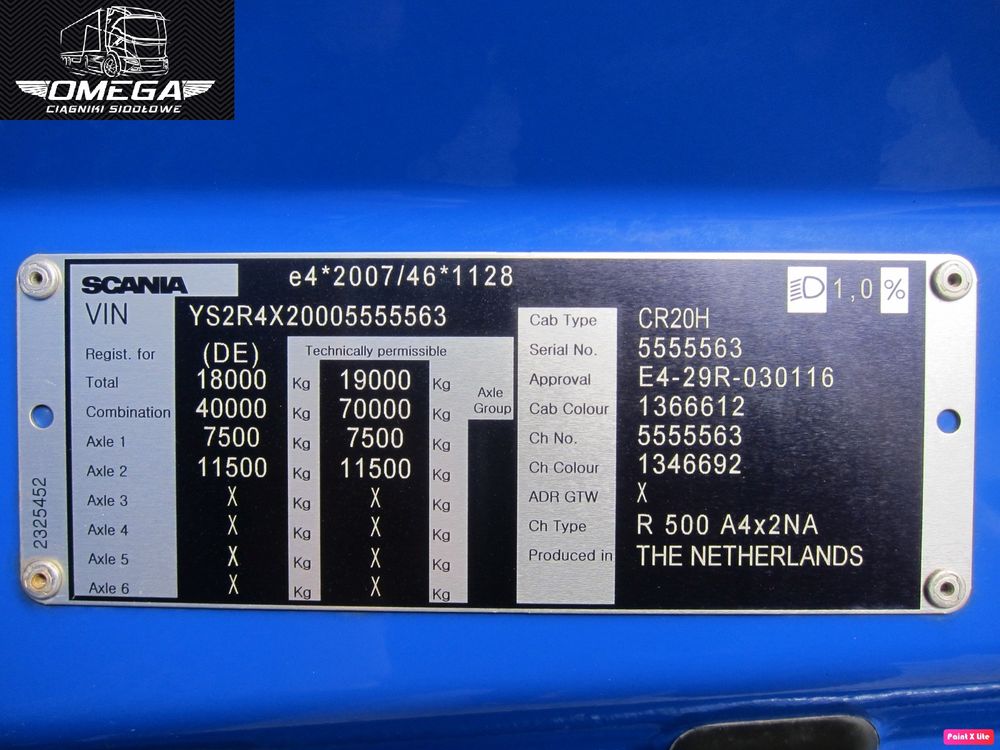 OMEGA
CIĄGNIKI SIODŁOWE
SCANIA e4*2007/46*1128 1,0 %
VIN YS2R4X20005555563
Regist. for (DE) Technically permissible
Total 18000 Kg 19000 Kg
Combination 40000 Kg 70000 Kg Axle Group
Axle 1 7500 Kg 7500 Kg
Axle 2 11500 Kg 11500 Kg
Axle 3 X Kg X Kg
Axle 4 X Kg X Kg
Axle 5 X Kg X Kg
Axle 6 X Kg X Kg
Cab Type CR20H
Serial No. 5555563
Approval E4-29R-030116
Cab Colour 1366612
Ch No. 5555563
Ch Colour 1346692
ADR GTW X
Ch Type R 500 A4x2NA
Produced in THE NETHERLANDS
2325452
Paint X lite